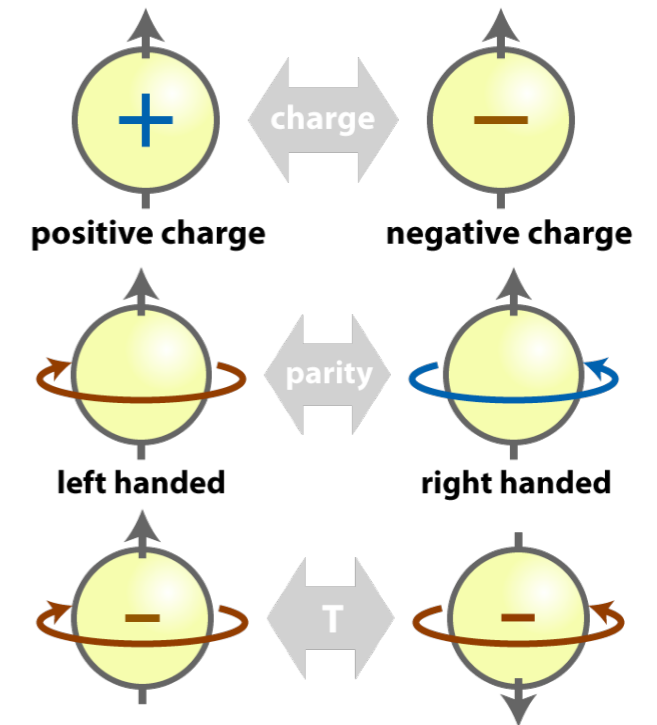 +
charge
−
positive charge
negative charge
parity
left handed
right handed
−
T
−